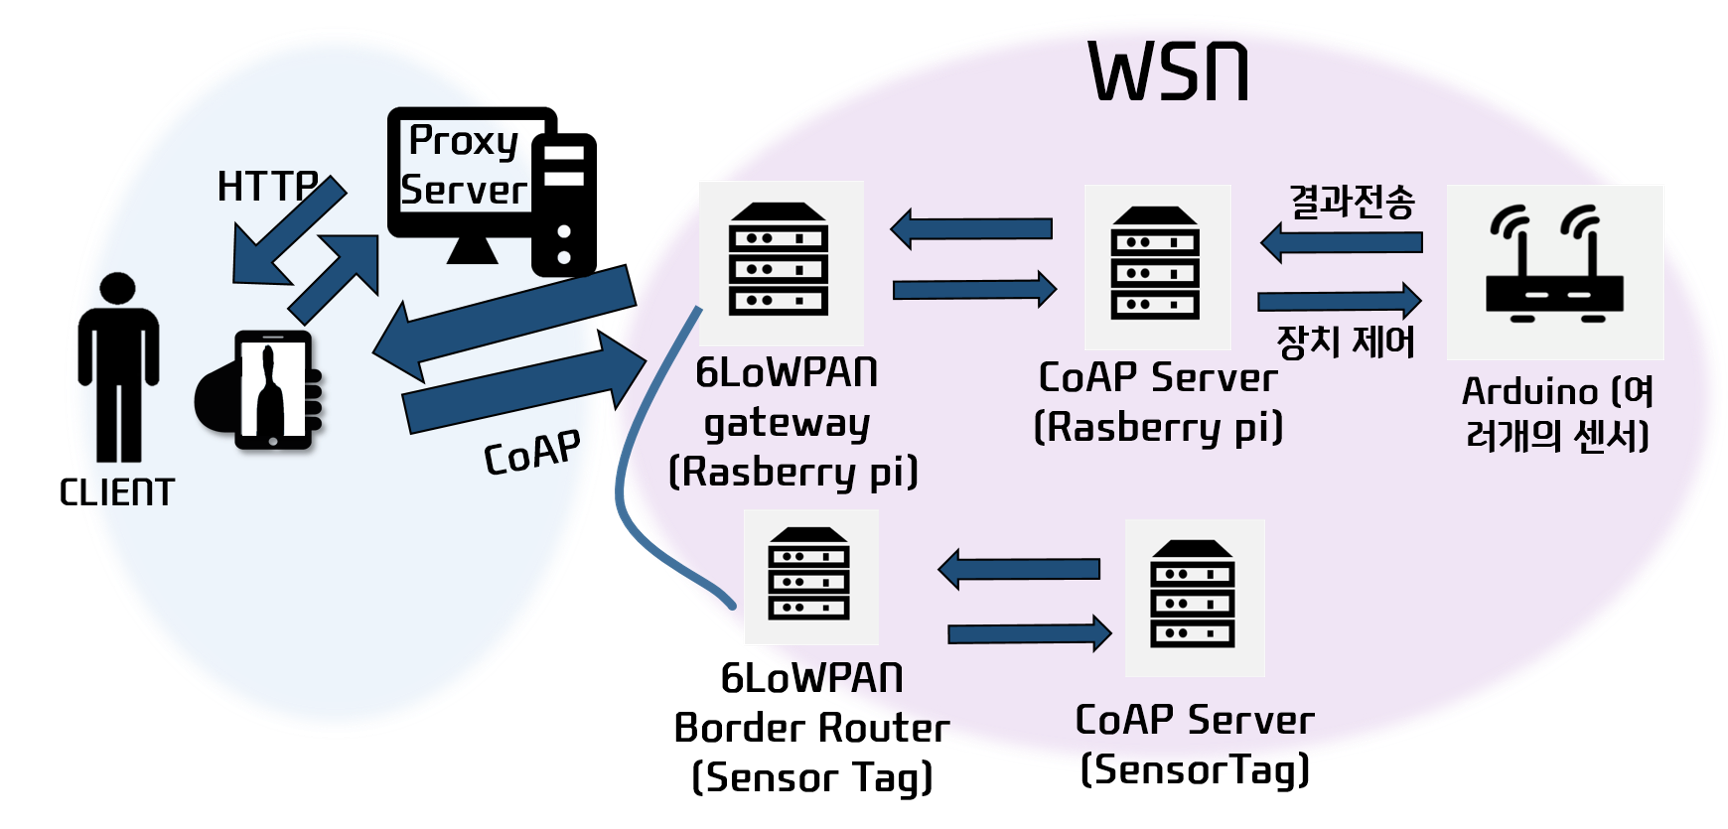 WSN
Proxy
Server
HTTP
CLIENT
CoAP
6LoWPAN
gateway
(Rasberry pi)
CoAP Server
(Rasberry pi)
결과전송
장치 제어
Arduino (여
러개의 센서)
6LoWPAN
Border Router
(Sensor Tag)
CoAP Server
(SensorTag)